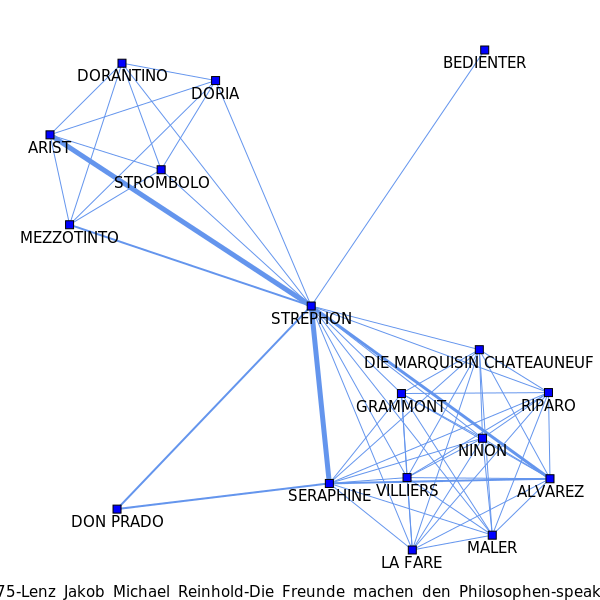 BEDIENTER
DORANTINO
DORIA
ARIST
STROMBOLO
MEZZOTINTO
STREPHON
DIE MARQUISIN CHATEAUNEUF
GRAMMONT
RIPARO
NINON
SERAPHINE
VILLIERS
ALVAREZ
DON PRADO
MALER
LA FARE
75-Lenz Jakob Michael Reinhold-Die Freunde machen den Philosophen-speak